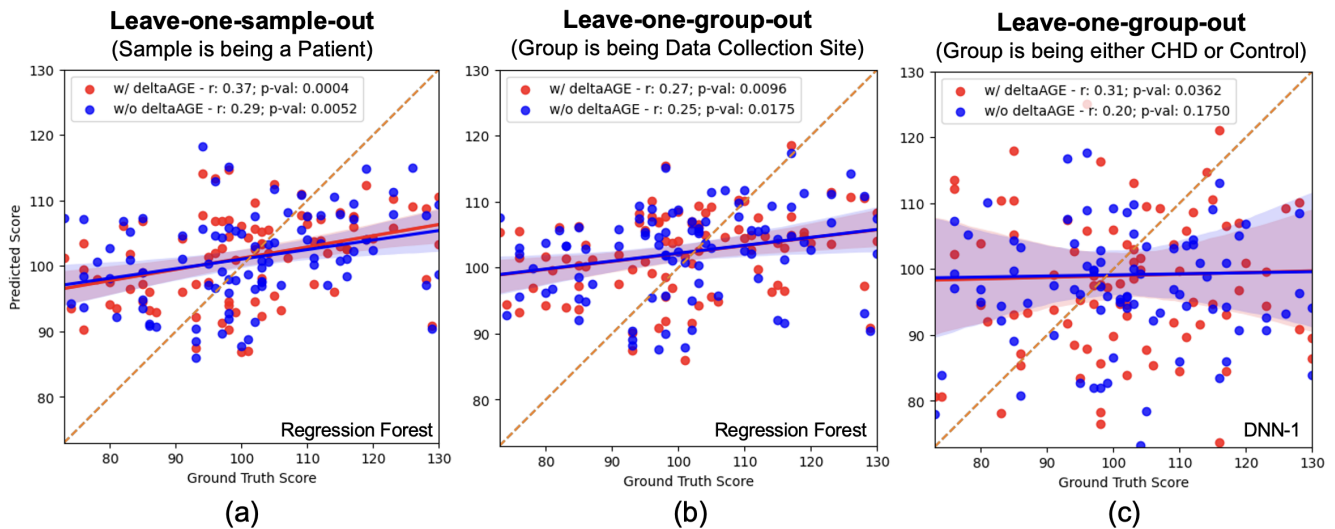 Leave-one-sample-out
(Sample is being a Patient)
130
120
110
100
90
80
Predicted Score
w/ deltaAGE - r: 0.37; p-val: 0.0004
w/o deltaAGE - r: 0.29; p-val: 0.0052
Regression Forest
80
90
100
110
120
130
Ground Truth Score
(a)
Leave-one-group-out
(Group is being Data Collection Site)
130
120
110
100
90
80
w/ deltaAGE - r: 0.27; p-val: 0.0096
w/o deltaAGE - r: 0.25; p-val: 0.0175
Regression Forest
80
90
100
110
120
130
Ground Truth Score
(b)
Leave-one-group-out
(Group is being either CHD or Control)
130
120
110
100
90
80
w/ deltaAGE - r: 0.31; p-val: 0.0362
w/o deltaAGE - r: 0.20; p-val: 0.1750
DNN-1
80
90
100
110
120
130
Ground Truth Score
(c)